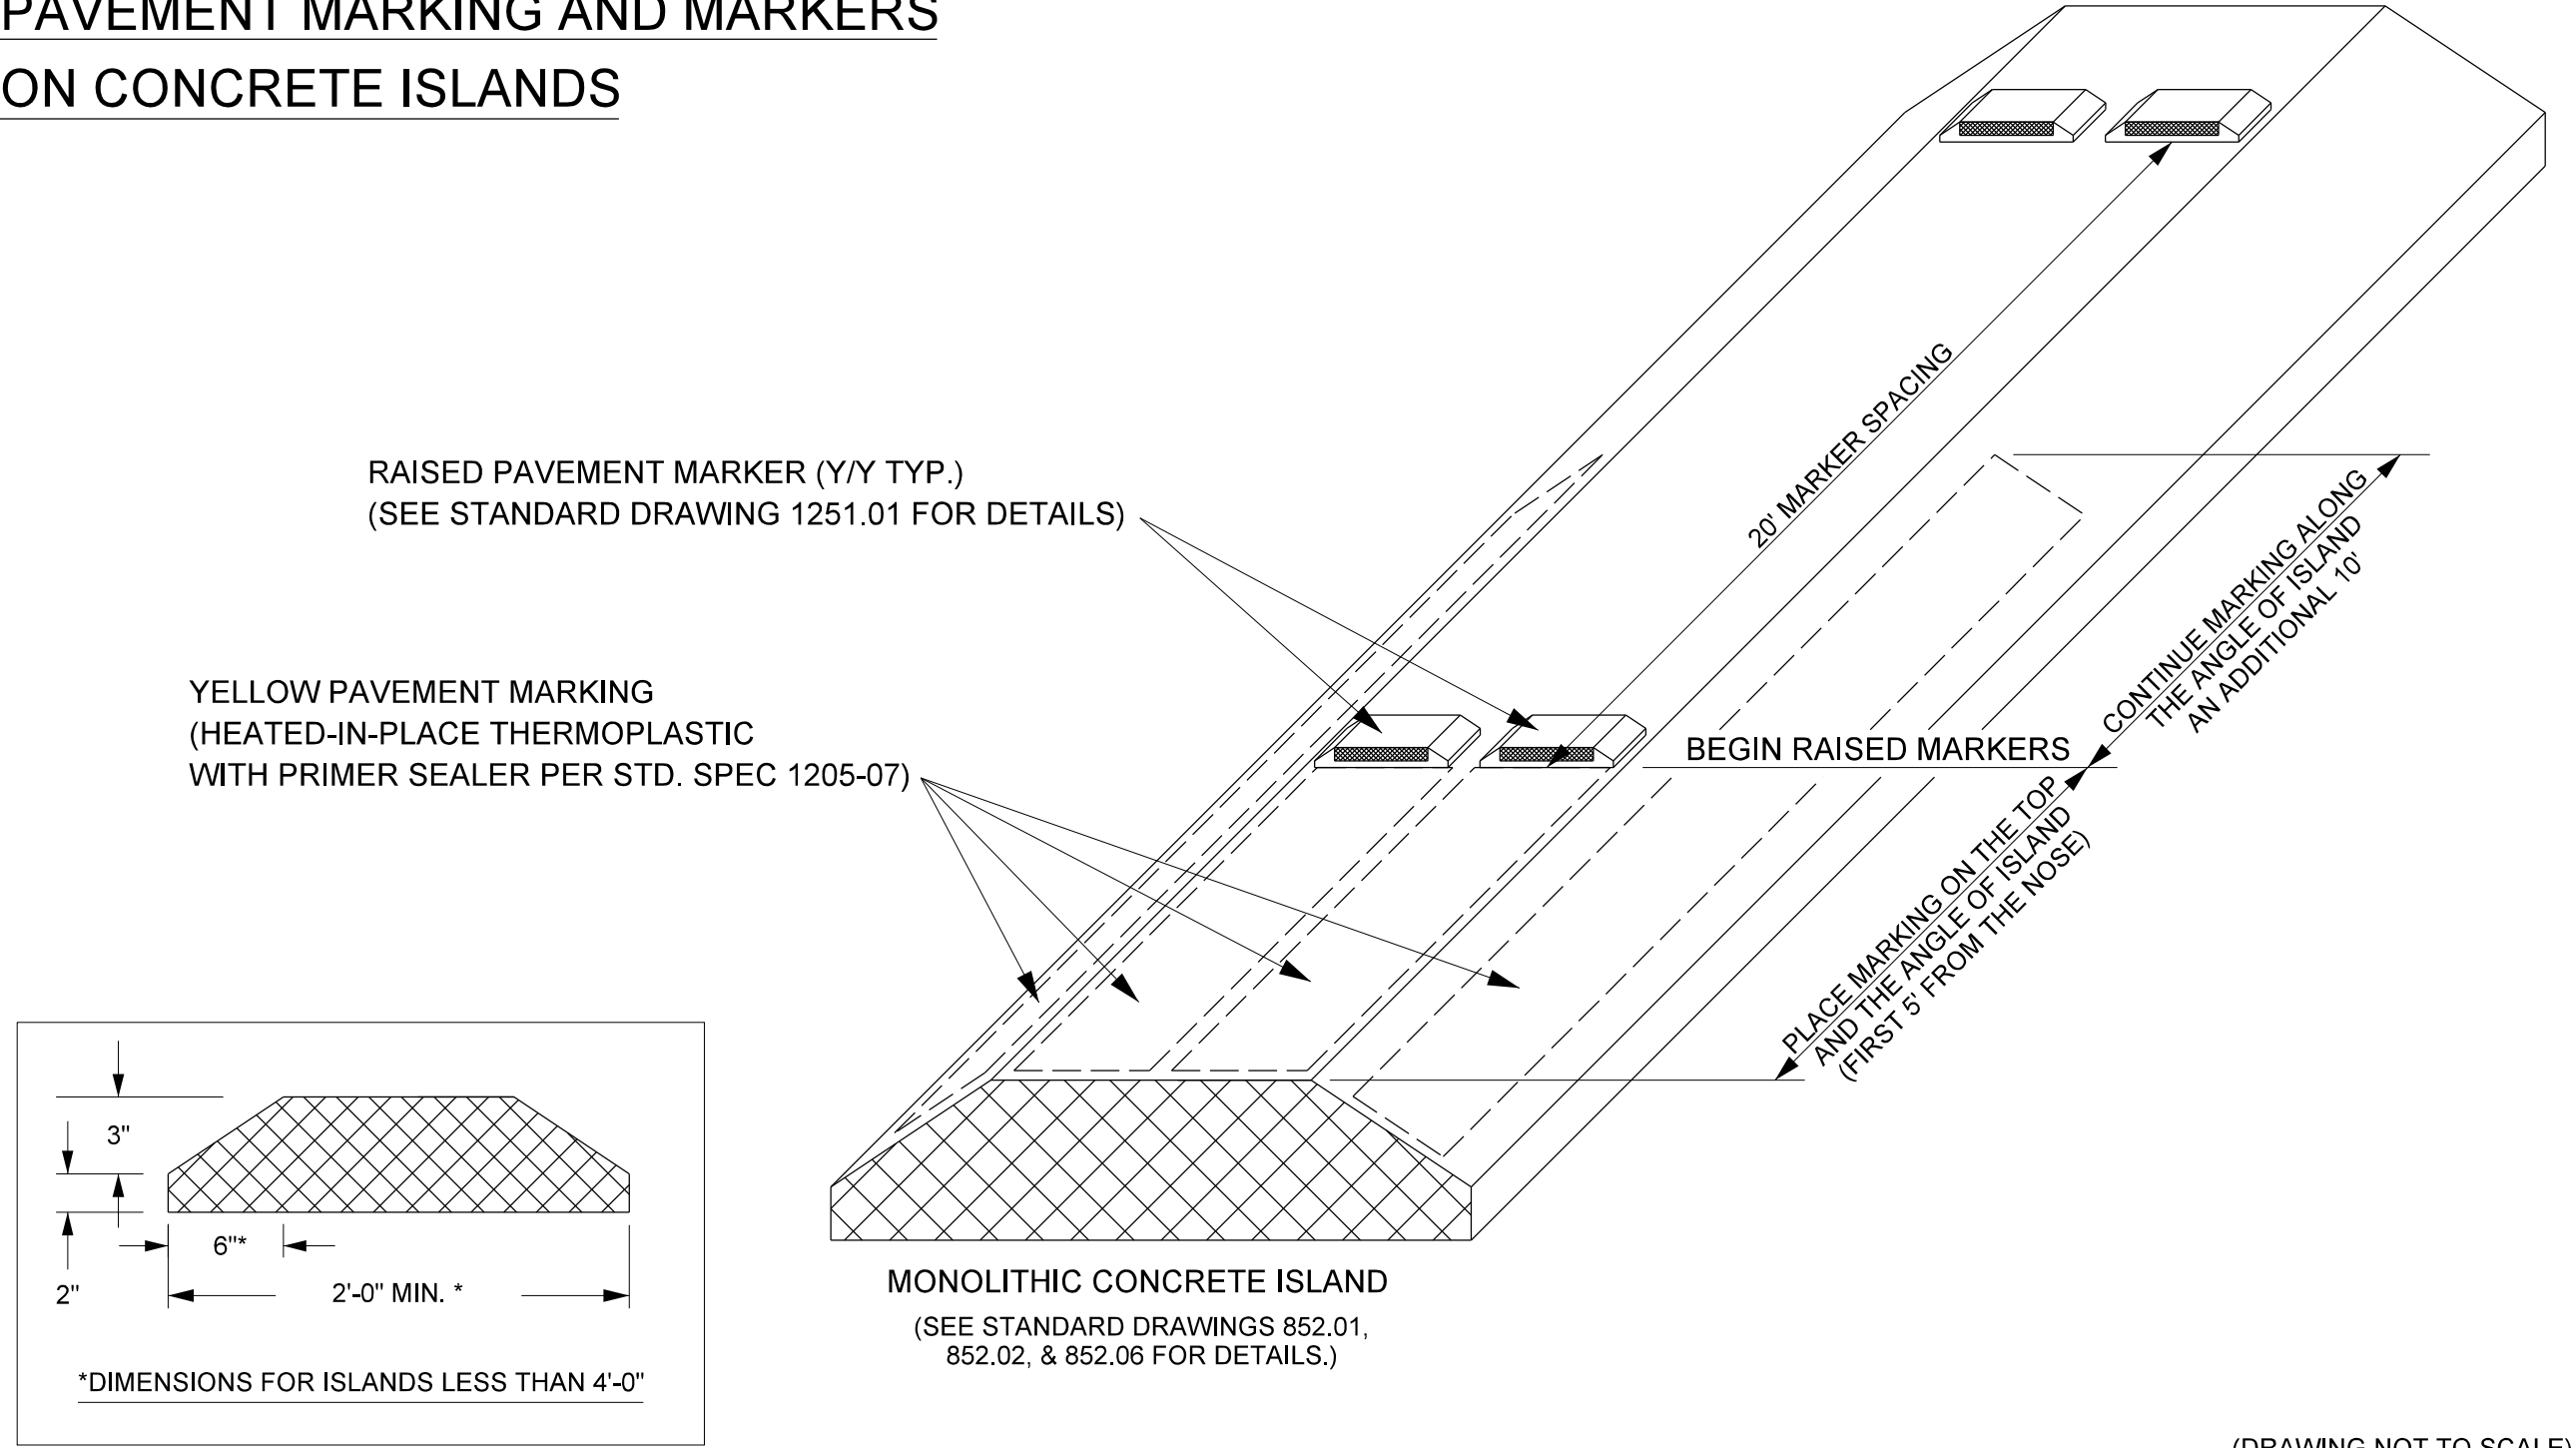 PAVEMENT MARKING AND MARKERS
ON CONCRETE ISLANDS
RAISED PAVEMENT MARKER (Y/Y TYP.)
(SEE STANDARD DRAWING 1251.01 FOR DETAILS)
20' MARKER SPACING
CONTINUE MARKING ALONG
THE ANGLE OF ISLAND
AN ADDITIONAL 10'
YELLOW PAVEMENT MARKING
(HEATED-IN-PLACE THERMOPLASTIC
WITH PRIMER SEALER PER STD. SPEC 1205-07)
BEGIN RAISED MARKERS
PLACE MARKING ON THE TOP
AND THE ANGLE OF ISLAND
(FIRST 5' FROM THE NOSE)
3"
6"*
2"
2'-0" MIN. *
*DIMENSIONS FOR ISLANDS LESS THAN 4'-0"
MONOLITHIC CONCRETE ISLAND
(SEE STANDARD DRAWINGS 852.01,
852.02, & 852.06 FOR DETAILS.)
(DRAWING NOT TO SCALE)